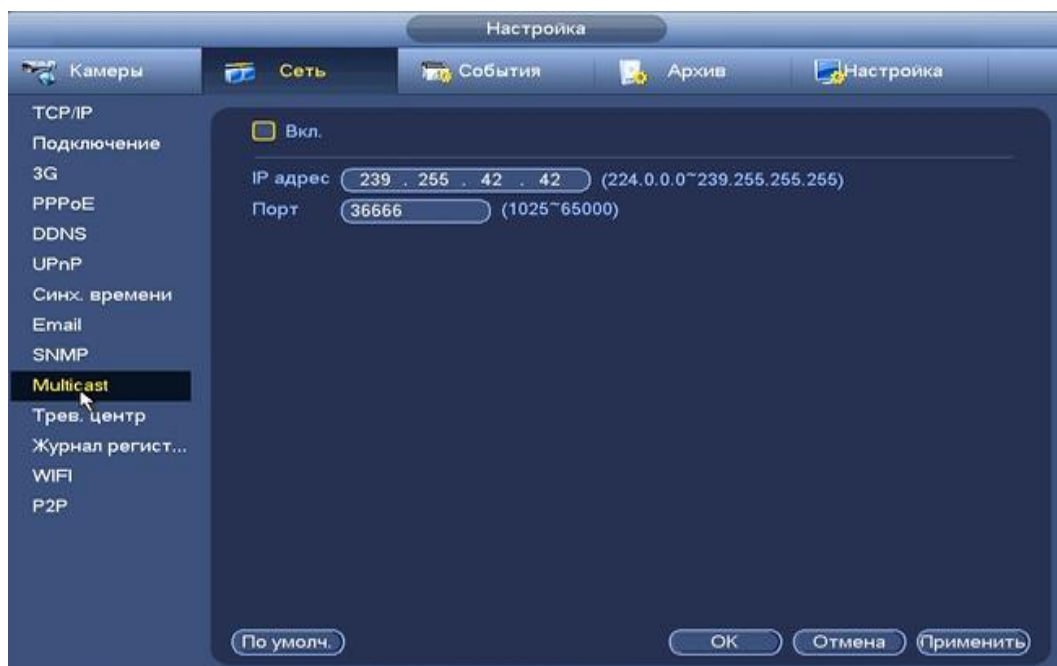 Настройка
Камеры
Сеть
События
Архив
Настройка
TCP/IP
Подключение
3G
PPPoE
DDNS
UPnP
Синх. времени
Email
SNMP
Multicast
Трев. центр
Журнал регист...
WIFI
P2P
Вкл.
IP адрес 239 . 255 . 42 . 42 (224.0.0.0~239.255.255.255)
Порт 36666 (1025~65000)
По умолч. OK Отмена Применить